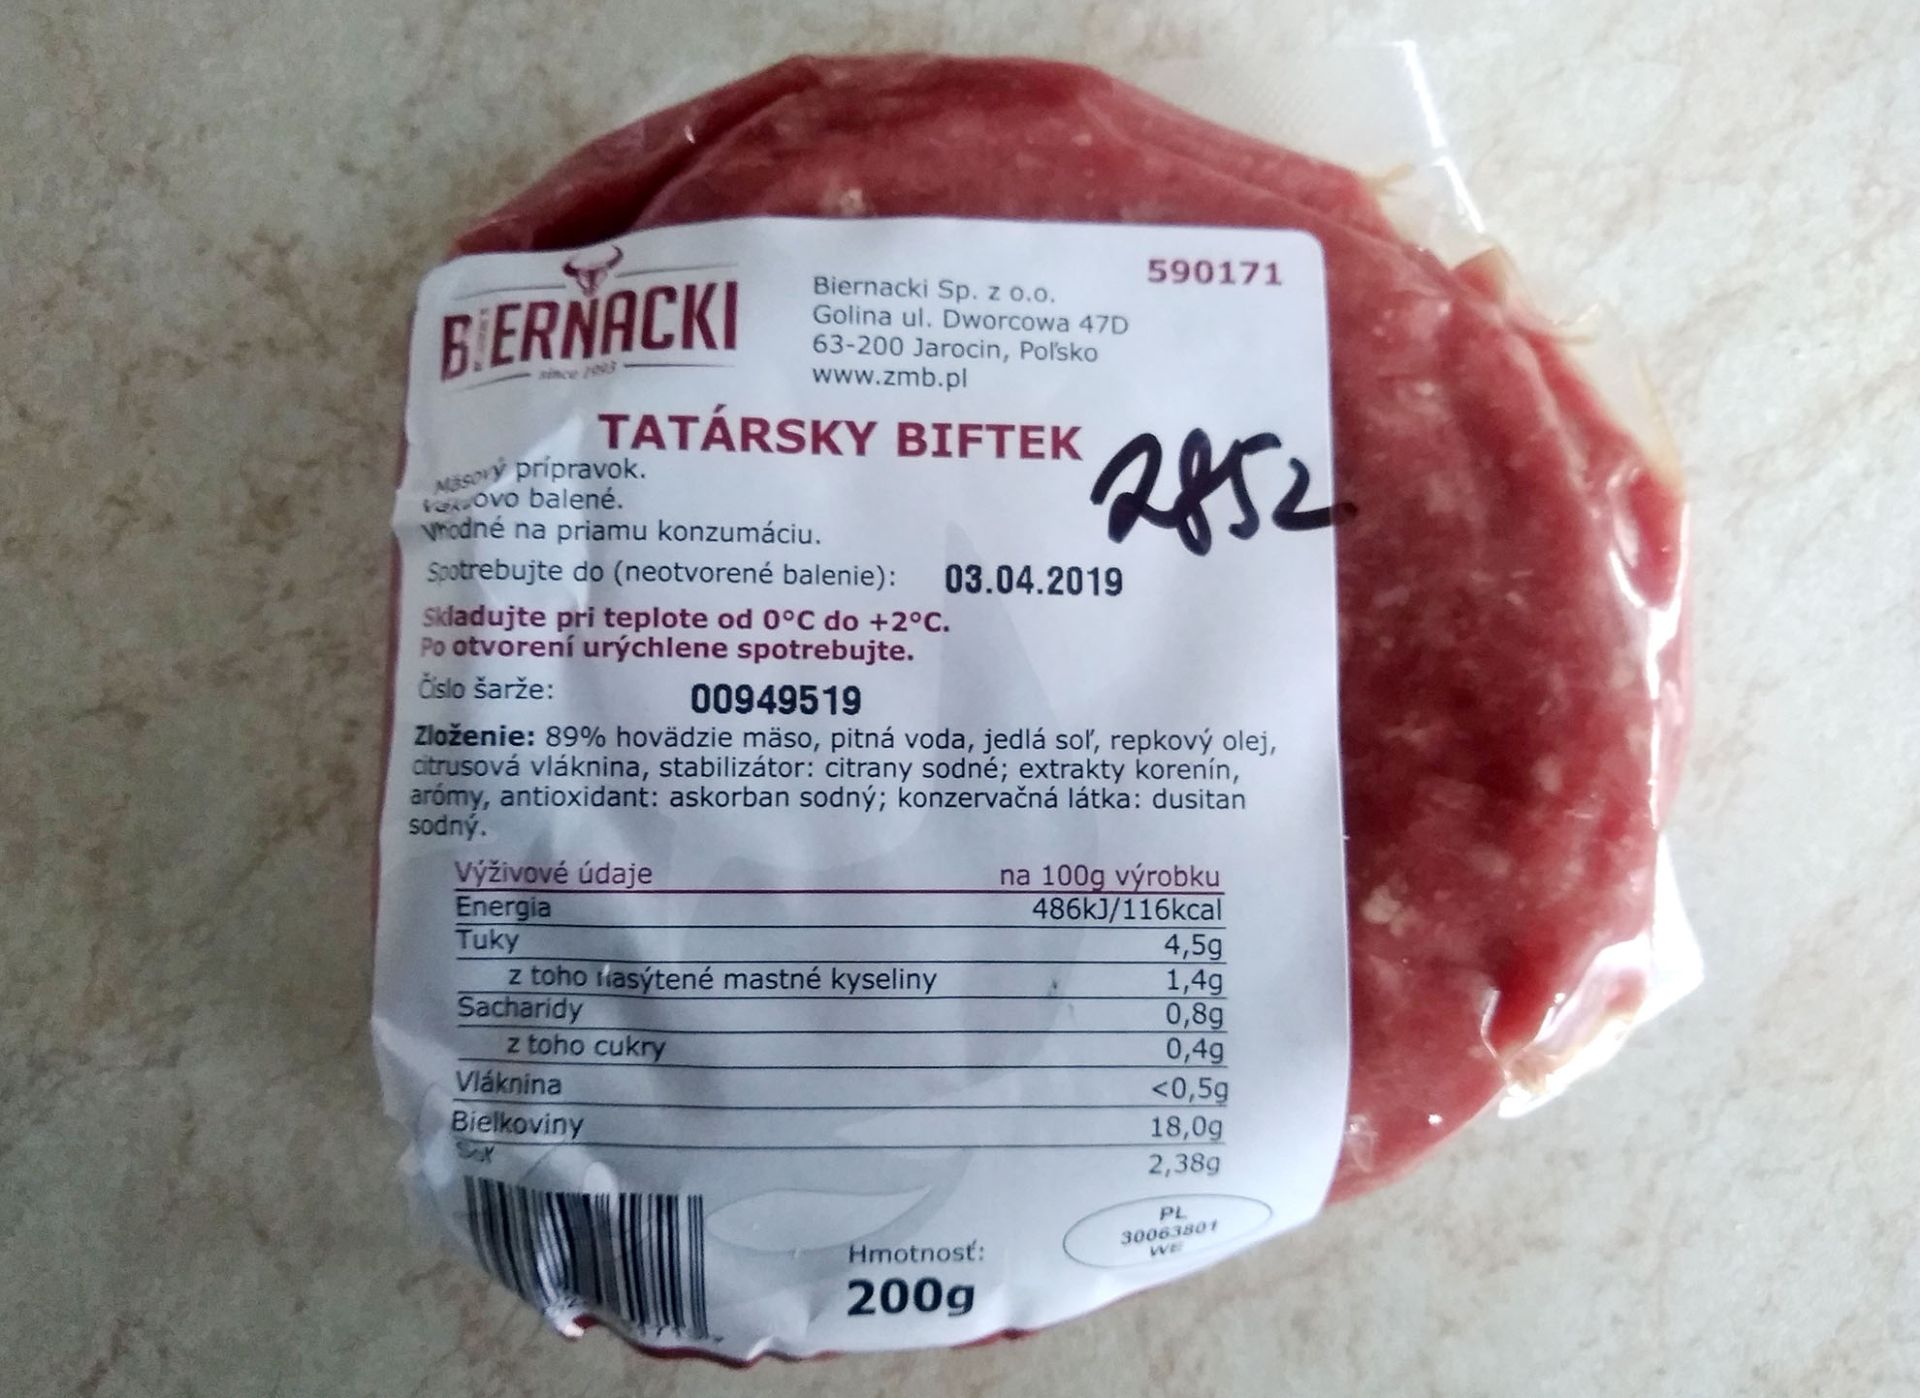 BIERNACKI
since 1993
Biernacki Sp. z o.o.
Golina ul. Dworcowa 47D
63-200 Jarocin, Poľsko
www.zmb.pl
590171
TATÁRSKY BIFTEK
2852
Mäsový prípravok.
Vákuovo balené.
Vhodné na priamu konzumáciu.
Spotrebujte do (neotvorené balenie): 03.04.2019
Skladujte pri teplote od 0°C do +2°C.
Po otvorení urýchlene spotrebujte.
Číslo šarže: 00949519
Zloženie: 89% hovädzie mäso, pitná voda, jedlá soľ, repkový olej,
citrusová vláknina, stabilizátor: citrany sodné; extrakty korenín,
arómy, antioxidant: askorban sodný; konzervačná látka: dusitan
sodný.
Výživové údaje na 100g výrobku
Energia 486kJ/116kcal
Tuky 4,5g
z toho nasýtené mastné kyseliny 1,4g
Sacharidy 0,8g
z toho cukry 0,4g
Vláknina <0,5g
Bielkoviny 18,0g
Soľ 2,38g
Hmotnosť:
200g
PL
30063801
WE